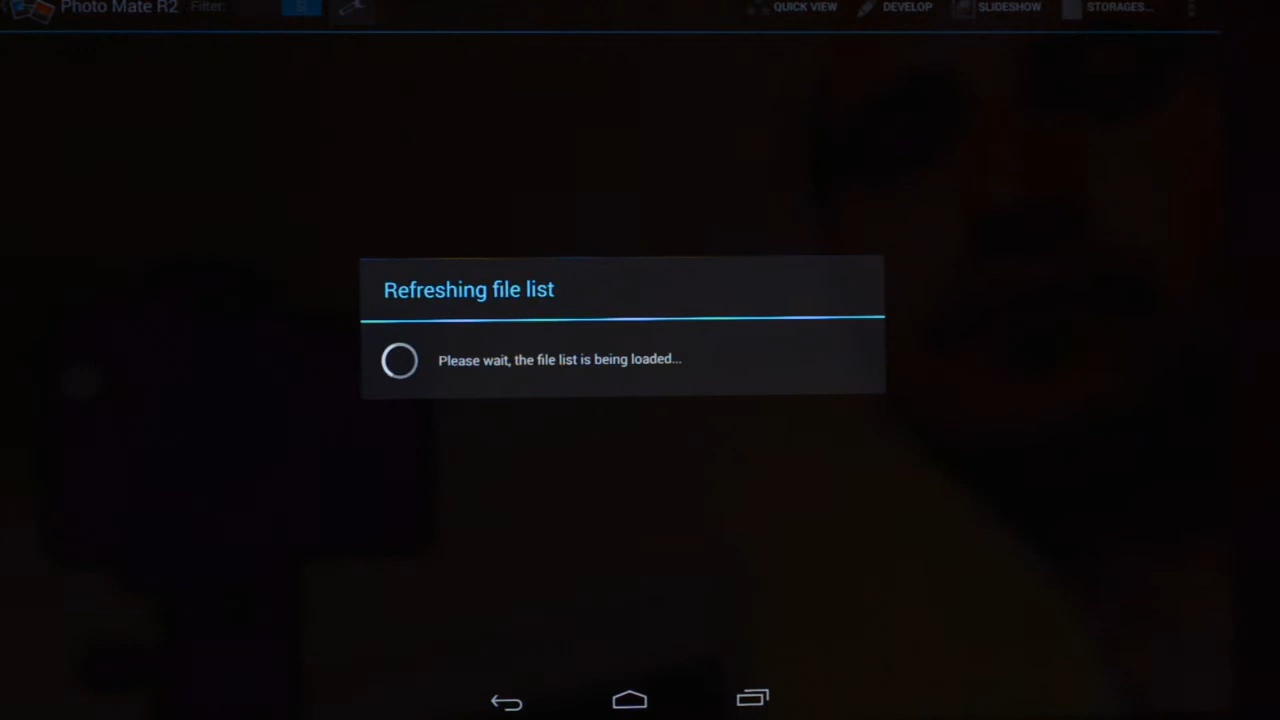 Photo Mate R2 Filter: QUICK VIEW DEVELOP SLIDESHOW STORAGES...
Refreshing file list
Please wait, the file list is being loaded...